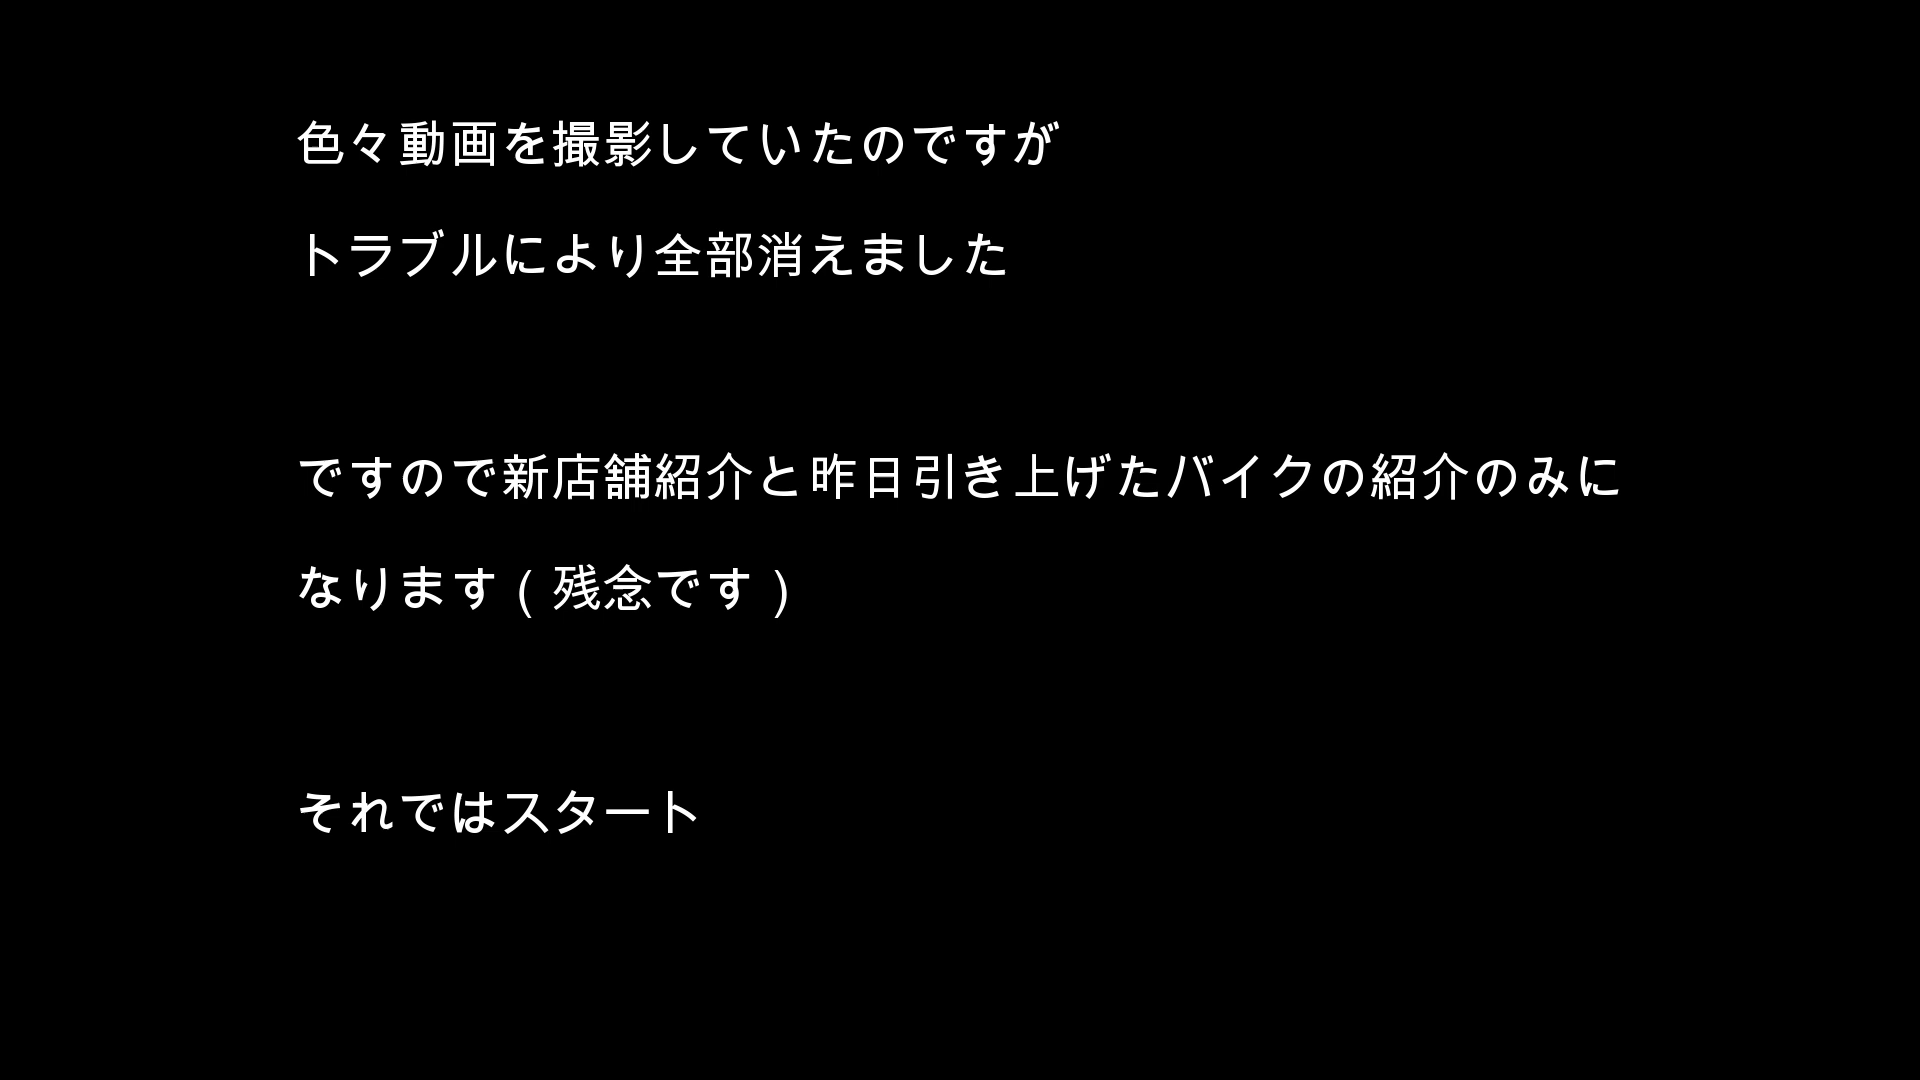 色々動画を撮影していたのですが
トラブルにより全部消えました
ですので新店舗紹介と昨日引き上げたバイクの紹介のみに
なります（残念です）
それではスタート